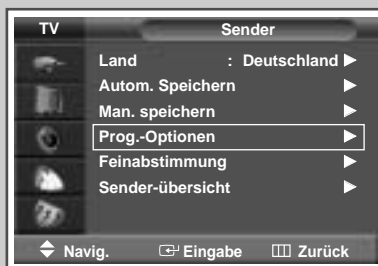 TV Sender
Land : Deutschland
Autom. Speichern
Man. speichern
Prog.-Optionen
Feinabstimmung
Sender-übersicht
Navig. Eingabe Zurück